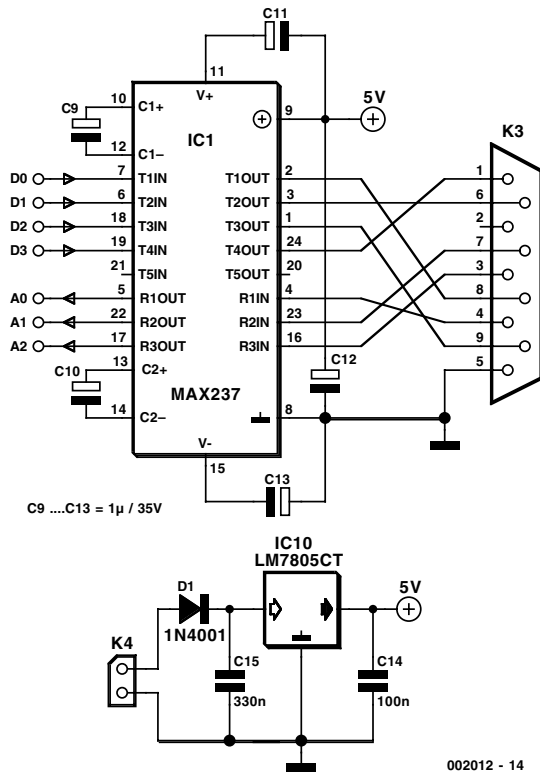 C11
11
V+
10
C1+
C9
9
5V
IC1
K3
12
C1–
D0
7
T1IN
T1OUT
2
1
D1
6
T2IN
T2OUT
3
6
D2
18
T3IN
T3OUT
1
2
D3
19
T4IN
T4OUT
24
7
21
T5IN
T5OUT
20
3
A0
5
R1OUT
R1IN
4
8
A1
22
R2OUT
R2IN
23
4
A2
17
R3OUT
R3IN
16
9
13
C2+
C10
C12
5
MAX237
14
C2–
8
V-
15
C13
C9 ....C13 = 1µ / 35V
IC10
LM7805CT
D1
5V
1N4001
K4
C15
330n
C14
100n
002012 - 14